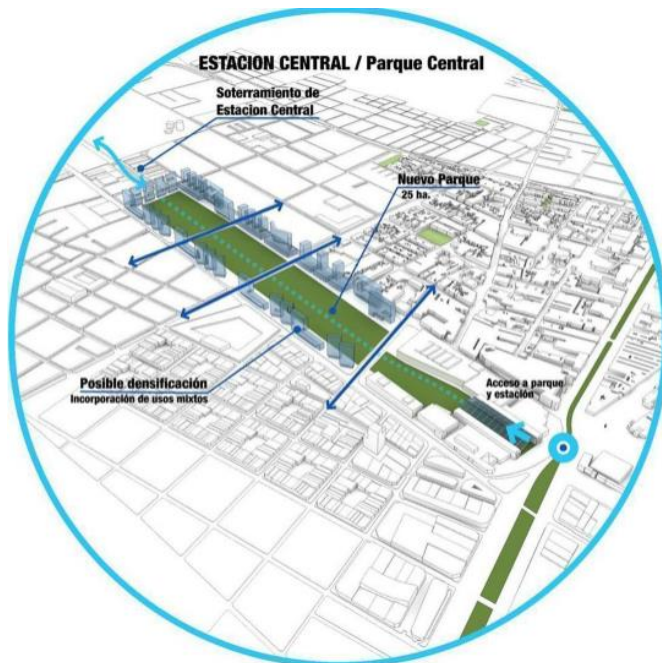 ESTACION CENTRAL / Parque Central
Soterramiento de
Estacion Central
Nuevo Parque
25 ha.
Posible densificación
Incorporación de usos mixtos
Acceso a parque
y estación